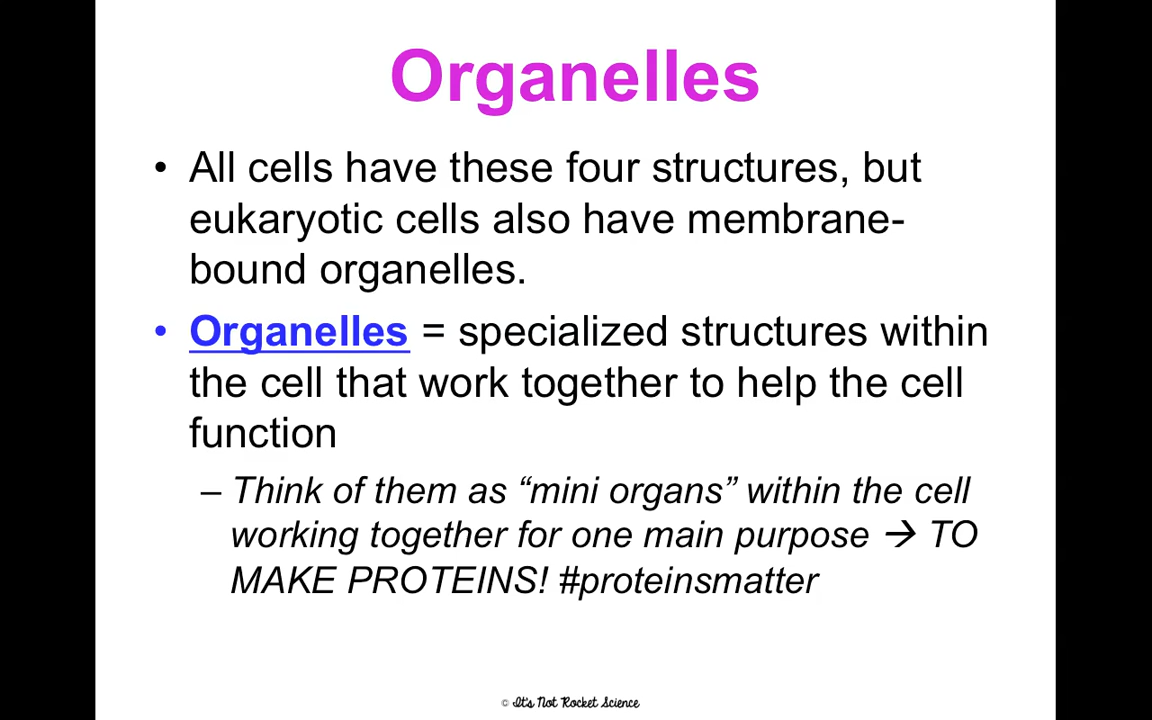 Organelles
• All cells have these four structures, but
eukaryotic cells also have membrane-
bound organelles.
• Organelles = specialized structures within
the cell that work together to help the cell
function
– Think of them as “mini organs” within the cell
working together for one main purpose → TO
MAKE PROTEINS! #proteinsmatter
© It's Not Rocket Science